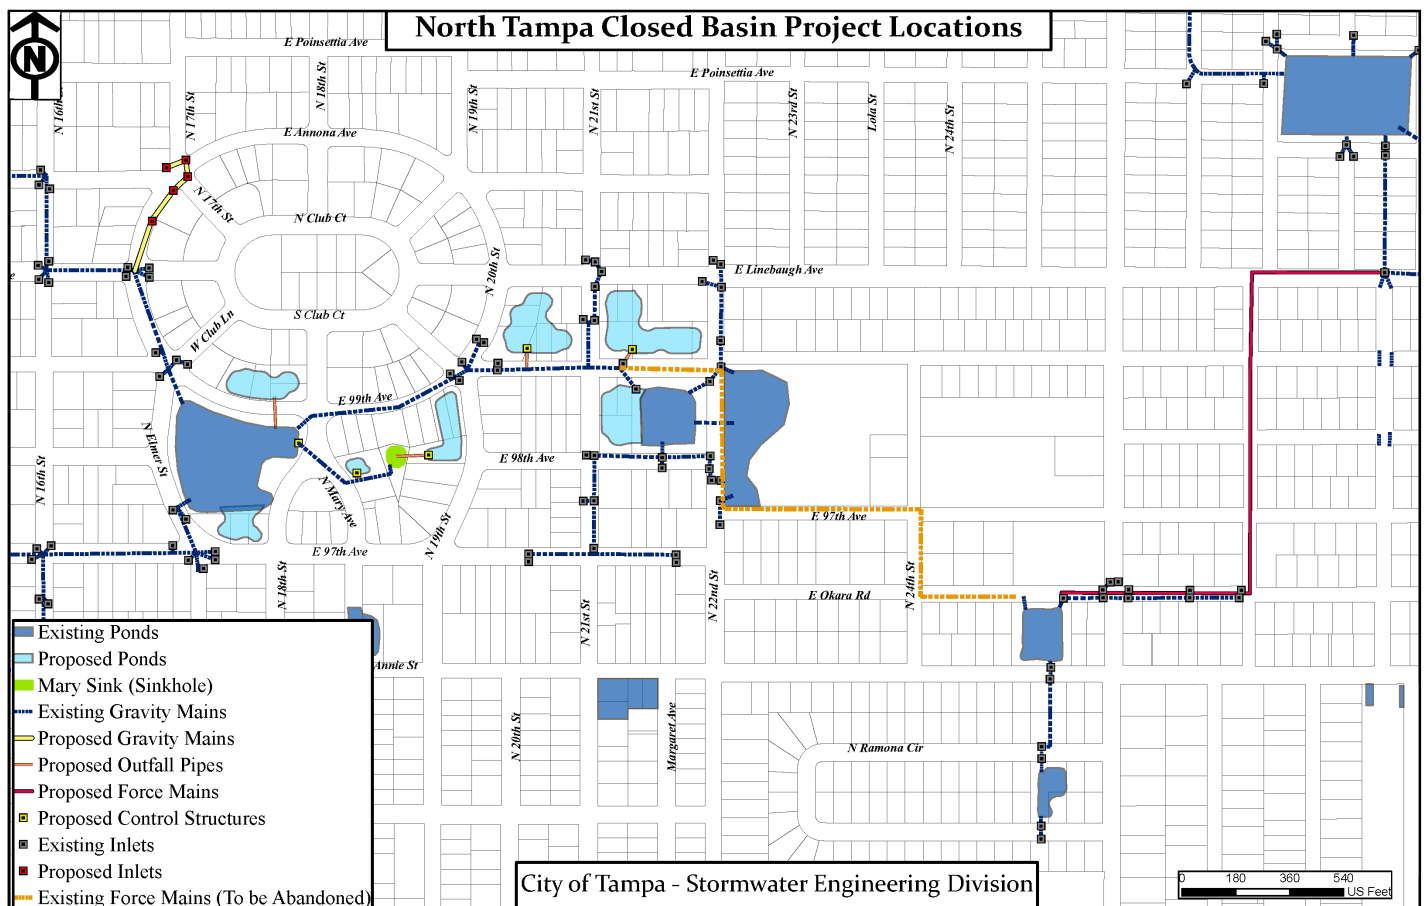 North Tampa Closed Basin Project Locations
N
E Poinsettia Ave
E Poinsettia Ave
N 16th
N 17th St
N 18th St
N 19th St
N 21st St
N 23rd St
Lola St
N 24th St
E Annona Ave
N 17th St
N Club Ct
N 20th St
E Linebaugh Ave
e
S Club Ct
W Club Ln
E 99th Ave
N Elmer St
E 98th Ave
N 16th St
N Mary Ave
N 19th St
E 97th Ave
E 97th Ave
N 18th St
N 21st St
N 22nd St
E Okara Rd
N 24th St
Annie St
N 20th St
Margaret Ave
N Ramona Cir
Existing Ponds
Proposed Ponds
Mary Sink (Sinkhole)
Existing Gravity Mains
Proposed Gravity Mains
Proposed Outfall Pipes
Proposed Force Mains
Proposed Control Structures
Existing Inlets
Proposed Inlets
Existing Force Mains (To be Abandoned)
City of Tampa - Stormwater Engineering Division
0 180 360 540
US Feet